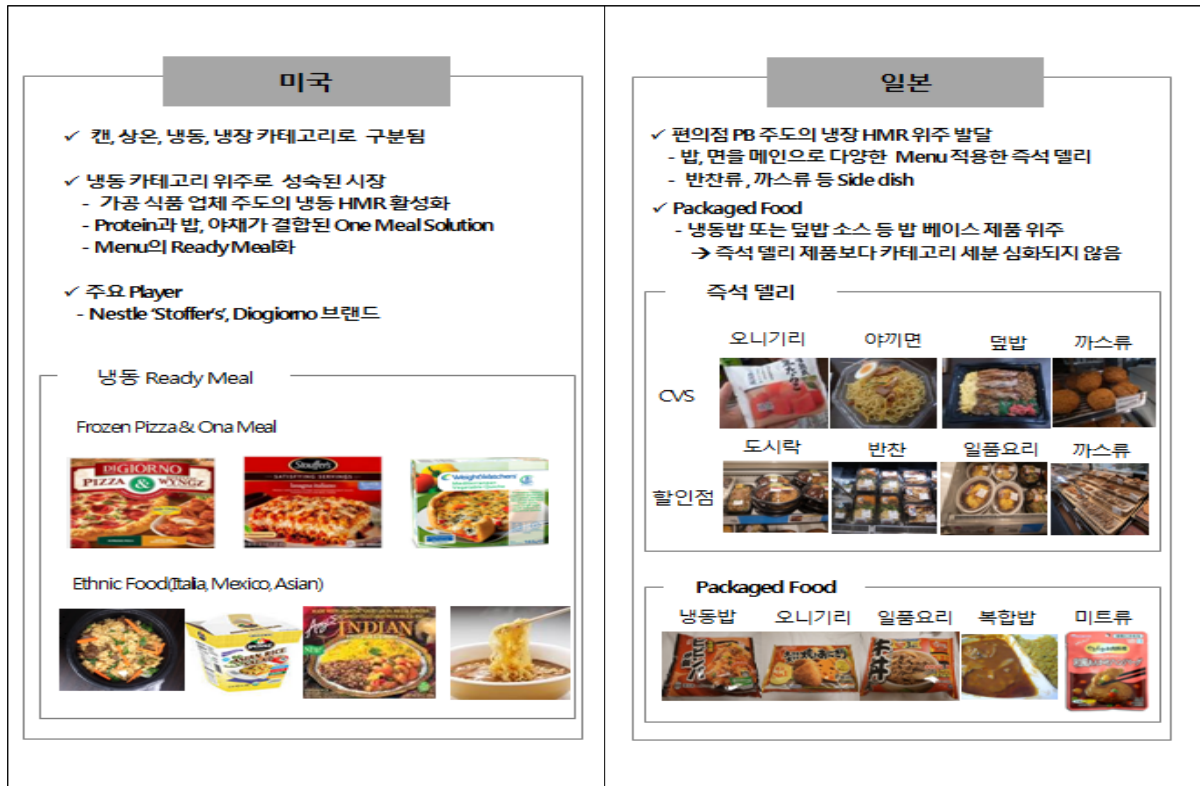 미국
✓ 캔, 상온, 냉동, 냉장 카테고리로 구분됨
✓ 냉동 카테고리 위주로 성숙된 시장
- 가공 식품 업체 주도의 냉동 HMR 활성화
- Protein과 밥, 야채가 결합된 One Meal Solution
- Menu의 Ready Meal화
✓ 주요 Player
- Nestle ‘Stoffer’s’, Diogiorno 브랜드
냉동 Ready Meal
Frozen Pizza & Ona Meal
DIGIORNO
PIZZA & WYNGZ
Stouffer's
SATISFYING SERVINGS
WeightWatchers
Ethnic Food(Italia, Mexico, Asian)
Amy's
INDIAN
일본
✓ 편의점 PB 주도의 냉장 HMR 위주 발달
- 밥, 면을 메인으로 다양한 Menu 적용한 즉석 델리
- 반찬류, 까스류 등 Side dish
✓ Packaged Food
- 냉동밥 또는 덮밥 소스 등 밥 베이스 제품 위주
→ 즉석 델리 제품보다 카테고리 세분 심화되지 않음
즉석 델리
오니기리 야끼면 덮밥 까스류
CVS
도시락 반찬 일품요리 까스류
할인점
Packaged Food
냉동밥 오니기리 일품요리 복합밥 미트류